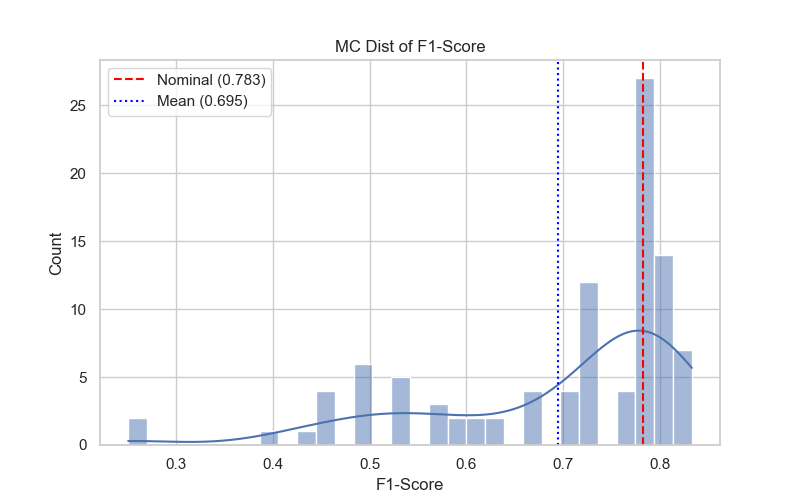 MC Dist of F1-Score
Nominal (0.783)
Mean (0.695)
Count
25
20
15
10
5
0
0.3 0.4 0.5 0.6 0.7 0.8
F1-Score